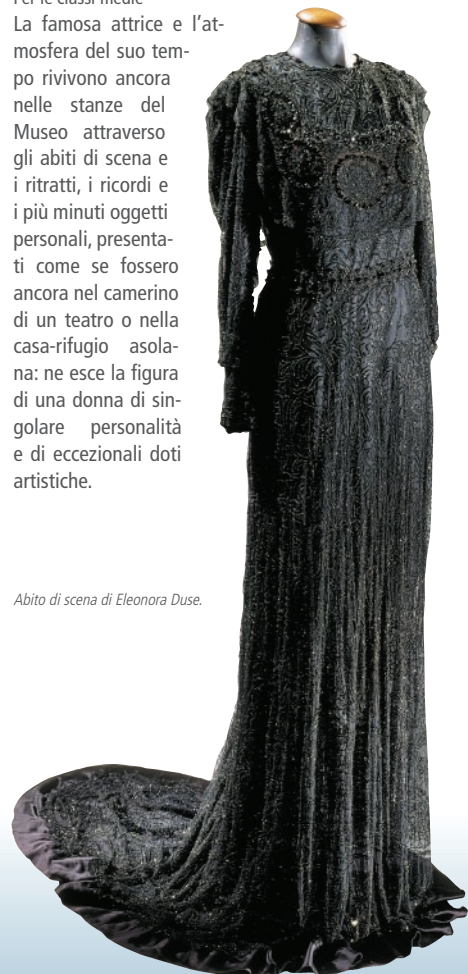 Per le classi medie
La famosa attrice e l'at-
mosfera del suo tem-
po rivivono ancora
nelle stanze del
Museo attraverso
gli abiti di scena e
i ritratti, i ricordi e
i più minuti oggetti
personali, presenta-
ti come se fossero
ancora nel camerino
di un teatro o nella
casa-rifugio asola-
na: ne esce la figura
di una donna di sin-
golare personalità
e di eccezionali doti
artistiche.
Abito di scena di Eleonora Duse.